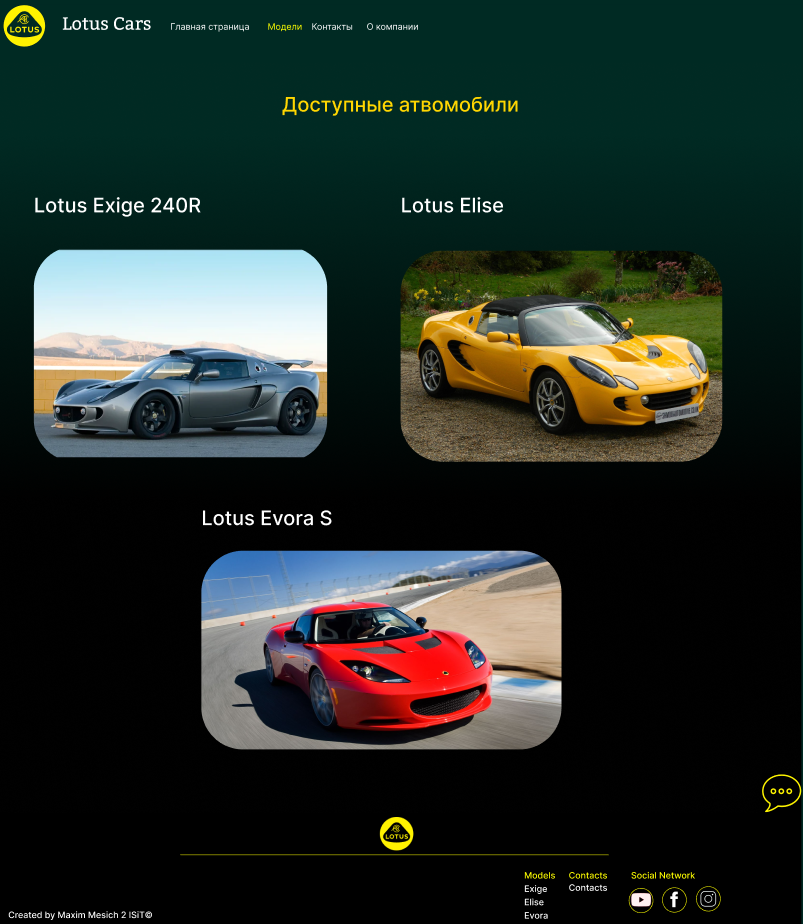 LOTUS
Lotus Cars
Главная страница
Модели
Контакты
О компании
Доступные атвомобили
Lotus Exige 240R
Lotus Elise
Lotus Evora S
LOTUS
Models
Contacts
Social Network
Exige
Contacts
Elise
Evora
Created by Maxim Mesich 2 ISiT©